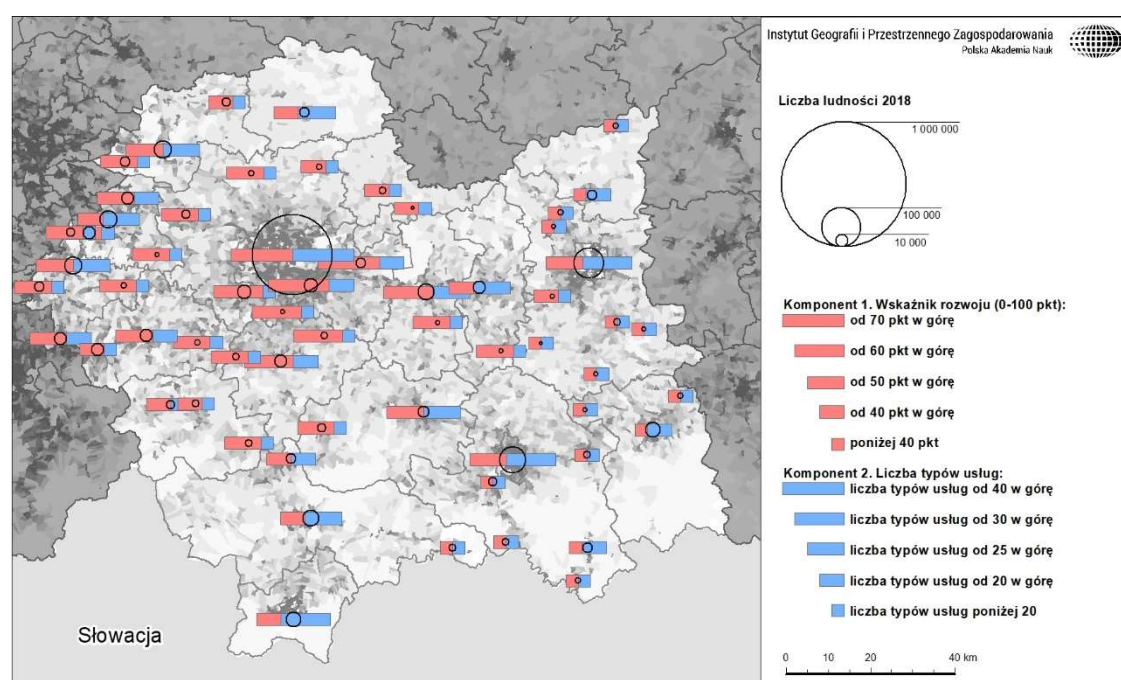 Instytut Geografii i Przestrzennego Zagospodarowania
Polska Akademia Nauk
Liczba ludności 2018
1 000 000
100 000
10 000
Komponent 1. Wskaźnik rozwoju (0-100 pkt):
od 70 pkt w górę
od 60 pkt w górę
od 50 pkt w górę
od 40 pkt w górę
poniżej 40 pkt
Komponent 2. Liczba typów usług:
liczba typów usług od 40 w górę
liczba typów usług od 30 w górę
liczba typów usług od 25 w górę
liczba typów usług od 20 w górę
liczba typów usług poniżej 20
Słowacja
0 10 20 40 km